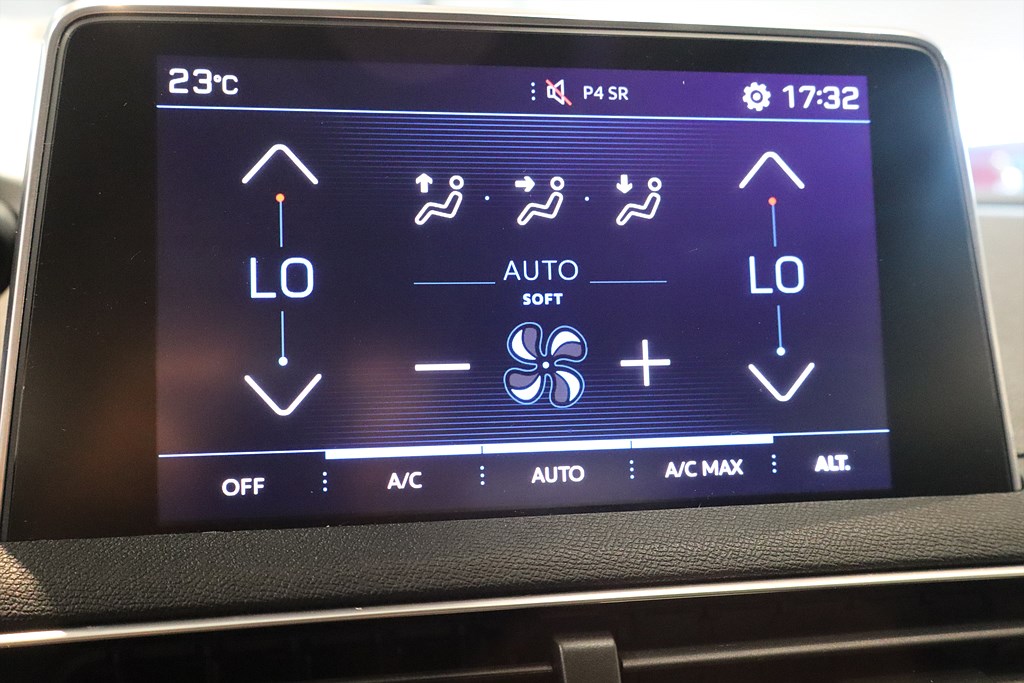 23°C P4 SR 17:32
LO AUTO LO
SOFT
OFF A/C AUTO A/C MAX ALT.